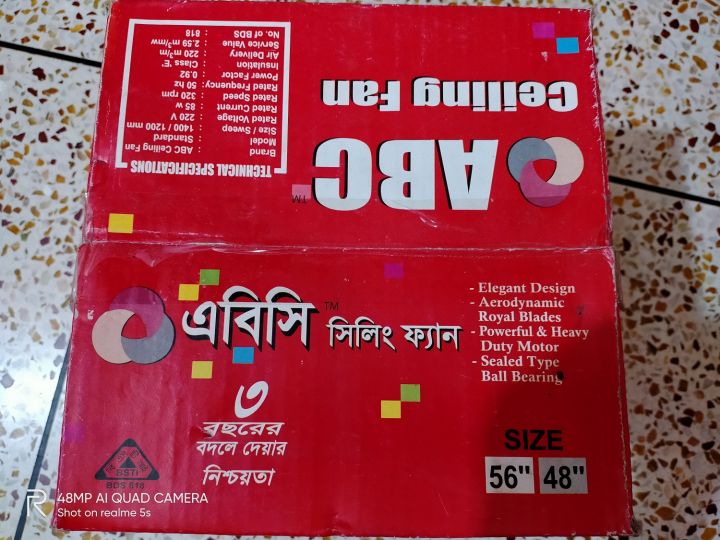 TECHNICAL SPECIFICATIONS
Brand : ABC Ceiling Fan
Model : Standard
Size / Sweep : 1400 / 1200 mm
Rated Voltage : 220 V
Rated Current : 85 w
Rated Speed : 320 rpm
Rated Frequency : 50 hz
Power Factor : 0.92
Insulation : Class 'E'
Air Delivery : 220 m³/m
Service Value : 2.59 m³/mw
No. of BDS : 818
ABC™
Ceiling Fan
এবিসি™ সিলিং ফ্যান
- Elegant Design
- Aerodynamic
Royal Blades
- Powerful & Heavy
Duty Motor
- Sealed Type
Ball Bearing
৩
বছরের
বদলে দেয়ার
নিশ্চয়তা
BSTI
BDS 818
SIZE
56" 48"
R
48MP AI QUAD CAMERA
Shot on realme 5s